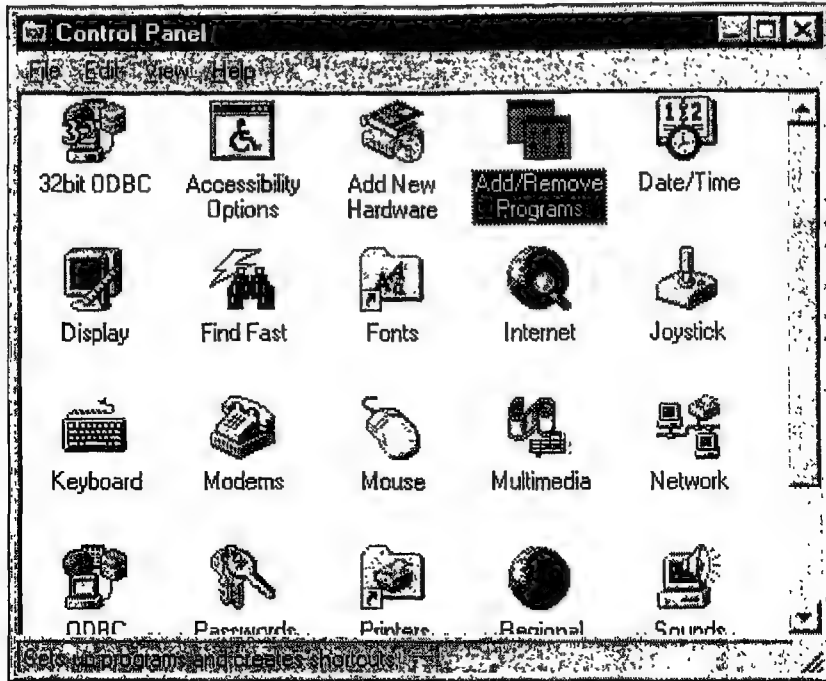 Control Panel
File Edit View Help
32bit ODBC
Accessibility Options
Add New Hardware
Add/Remove Programs
Date/Time
Display
Find Fast
Fonts
Internet
Joystick
Keyboard
Modems
Mouse
Multimedia
Network
ODBC
Passwords
Printers
Regional
Sounds
Sets up programs and creates shortcuts.